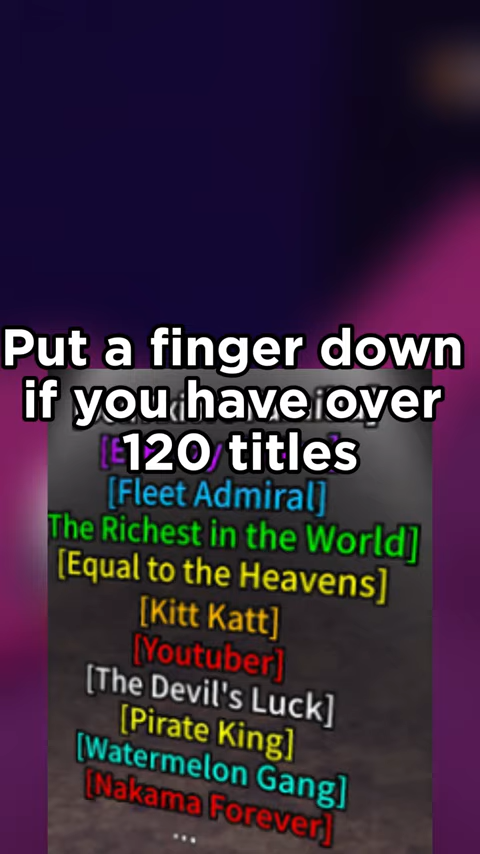 Put a finger down
if you have over
120 titles
[Fleet Admiral]
The Richest in the World]
[Equal to the Heavens]
[Kitt Katt]
[Youtuber]
[The Devil's Luck]
[Pirate King]
[Watermelon Gang]
[Nakama Forever]
...